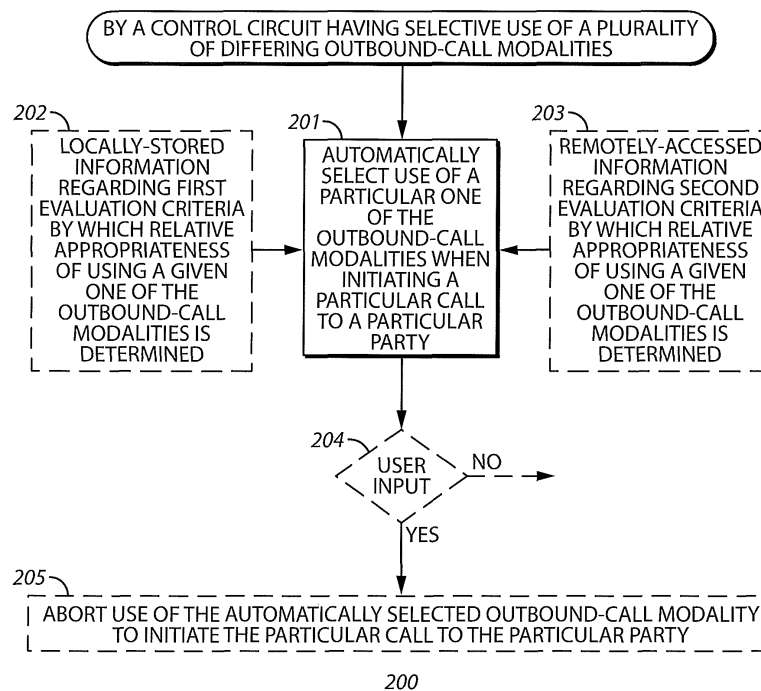 BY A CONTROL CIRCUIT HAVING SELECTIVE USE OF A PLURALITY
OF DIFFERING OUTBOUND-CALL MODALITIES
202
LOCALLY-STORED
INFORMATION
REGARDING FIRST
EVALUATION CRITERIA
BY WHICH RELATIVE
APPROPRIATENESS
OF USING A GIVEN
ONE OF THE
OUTBOUND-CALL
MODALITIES IS
DETERMINED
201
AUTOMATICALLY
SELECT USE OF A
PARTICULAR ONE
OF THE
OUTBOUND-CALL
MODALITIES WHEN
INITIATING A
PARTICULAR CALL
TO A PARTICULAR
PARTY
203
REMOTELY-ACCESSED
INFORMATION
REGARDING SECOND
EVALUATION CRITERIA
BY WHICH RELATIVE
APPROPRIATENESS
OF USING A GIVEN
ONE OF THE
OUTBOUND-CALL
MODALITIES IS
DETERMINED
204
USER
INPUT
NO
YES
205
ABORT USE OF THE AUTOMATICALLY SELECTED OUTBOUND-CALL MODALITY
TO INITIATE THE PARTICULAR CALL TO THE PARTICULAR PARTY
200